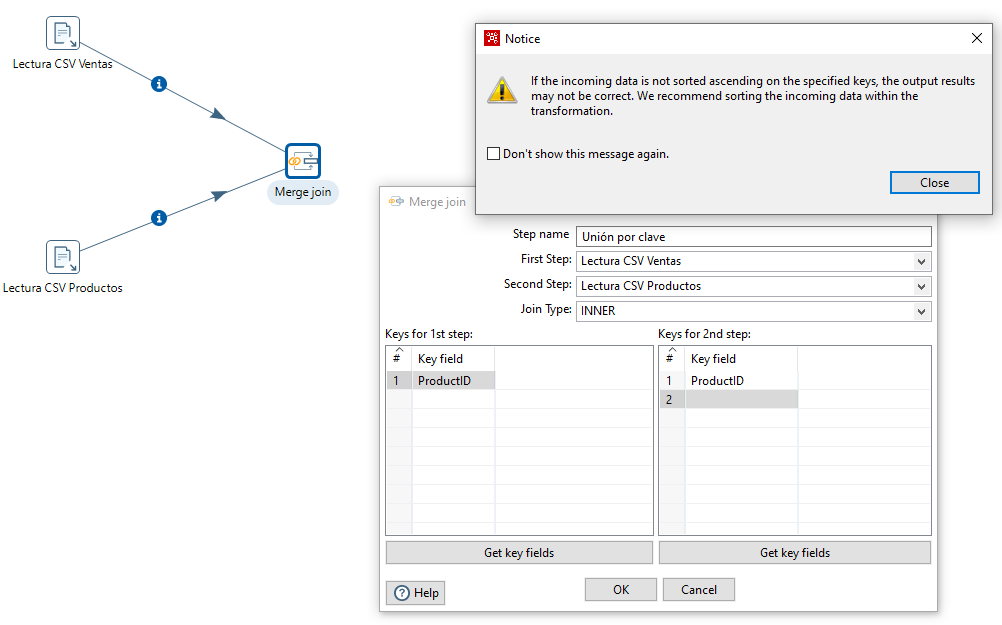 Lectura CSV Ventas
Merge join
Lectura CSV Productos
Notice
If the incoming data is not sorted ascending on the specified keys, the output results
may not be correct. We recommend sorting the incoming data within the
transformation.
Don't show this message again.
Close
Merge join
Step name Unión por clave
First Step: Lectura CSV Ventas
Second Step: Lectura CSV Productos
Join Type: INNER
Keys for 1st step:
# Key field
1 ProductID
Keys for 2nd step:
# Key field
1 ProductID
2
Get key fields
Get key fields
Help
OK
Cancel